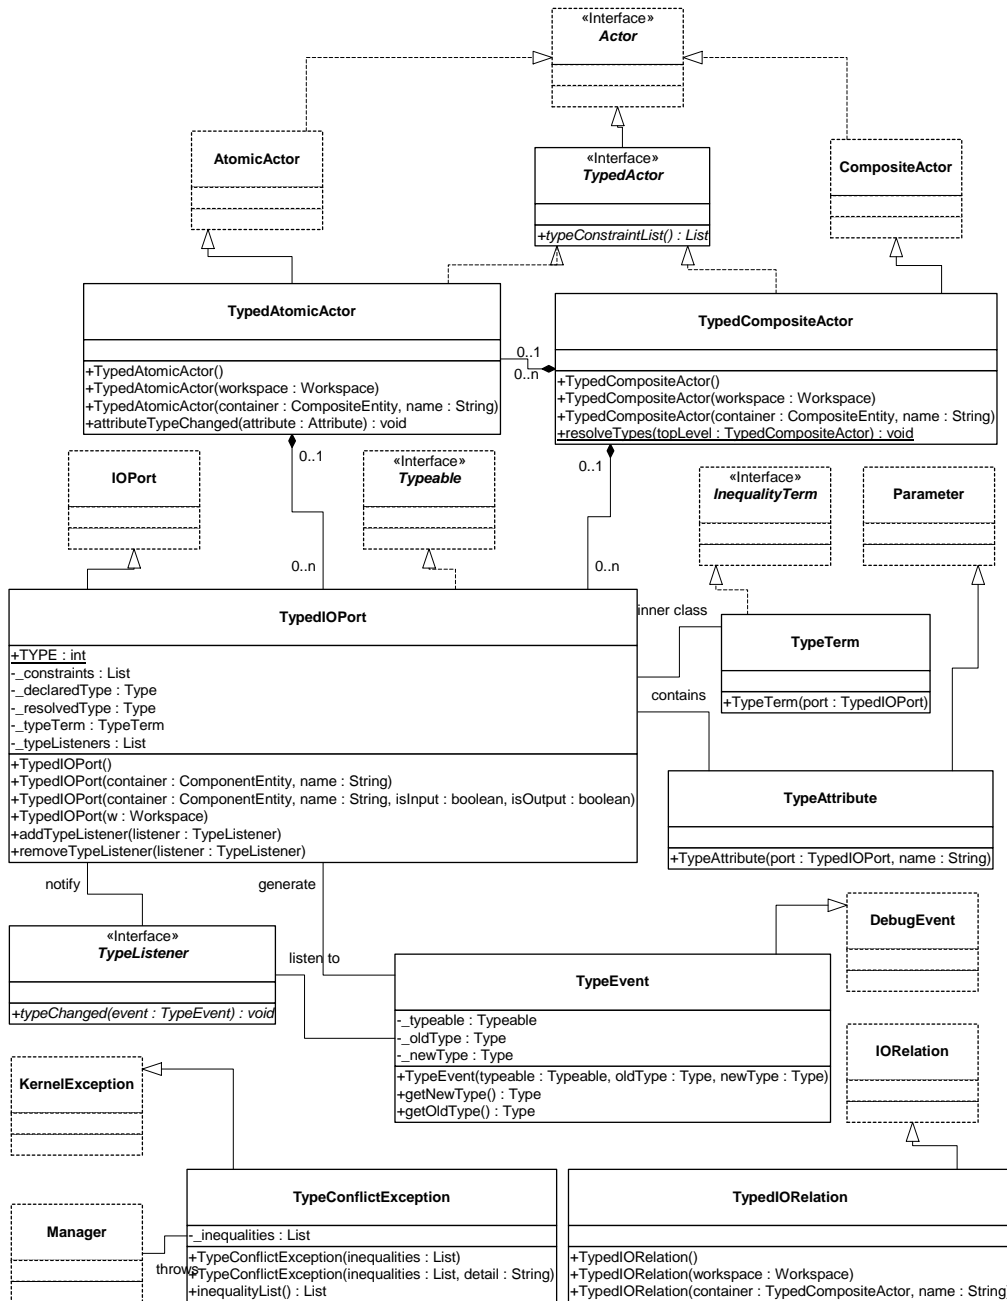 «Interface»
Actor
AtomicActor
«Interface»
TypedActor
+typeConstraintList() : List
CompositeActor
TypedAtomicActor
+TypedAtomicActor()
+TypedAtomicActor(workspace : Workspace)
+TypedAtomicActor(container : CompositeEntity, name : String)
+attributeTypeChanged(attribute : Attribute) : void
0..1
0..n
TypedCompositeActor
+TypedCompositeActor()
+TypedCompositeActor(workspace : Workspace)
+TypedCompositeActor(container : CompositeEntity, name : String)
+resolveTypes(topLevel : TypedCompositeActor) : void
IOPort
0..1
«Interface»
Typeable
0..1
«Interface»
InequalityTerm
Parameter
0..n
0..n
TypedIOPort
+TYPE : int
-_constraints : List
-_declaredType : Type
-_resolvedType : Type
-_typeTerm : TypeTerm
-_typeListeners : List
+TypedIOPort()
+TypedIOPort(container : ComponentEntity, name : String)
+TypedIOPort(container : ComponentEntity, name : String, isInput : boolean, isOutput : boolean)
+TypedIOPort(w : Workspace)
+addTypeListener(listener : TypeListener)
+removeTypeListener(listener : TypeListener)
inner class
TypeTerm
+TypeTerm(port : TypedIOPort)
contains
TypeAttribute
+TypeAttribute(port : TypedIOPort, name : String)
notify
generate
«Interface»
TypeListener
+typeChanged(event : TypeEvent) : void
listen to
TypeEvent
-_typeable : Typeable
-_oldType : Type
-_newType : Type
+TypeEvent(typeable : Typeable, oldType : Type, newType : Type)
+getNewType() : Type
+getOldType() : Type
DebugEvent
IORelation
KernelException
Manager
throws
TypeConflictException
-_inequalities : List
+TypeConflictException(inequalities : List)
+TypeConflictException(inequalities : List, detail : String)
+inequalityList() : List
TypedIORelation
+TypedIORelation()
+TypedIORelation(workspace : Workspace)
+TypedIORelation(container : TypedCompositeActor, name : String)